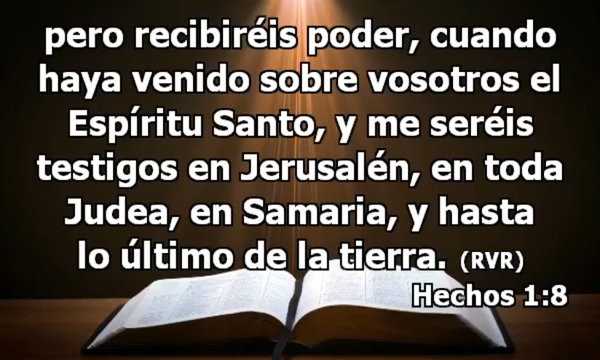 pero recibiréis poder, cuando
haya venido sobre vosotros el
Espíritu Santo, y me seréis
testigos en Jerusalén, en toda
Judea, en Samaria, y hasta
lo último de la tierra. (RVR)
Hechos 1:8